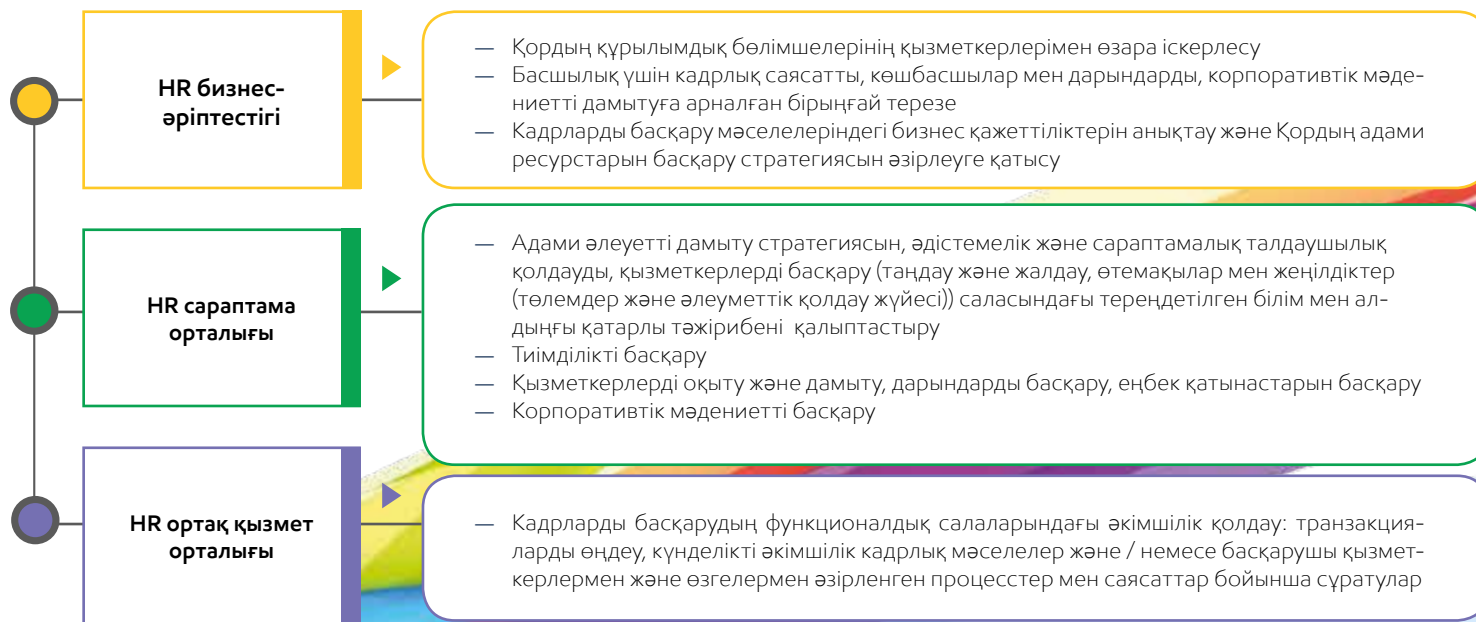 HR бизнес-
әріптестігі
— Қордың құрылымдық бөлімшелерінің қызметкерлерімен өзара іскерлесу
— Басшылық үшін кадрлық саясатты, көшбасшылар мен дарындарды, корпоративтік мәде-
ниетті дамытуға арналған бірыңғай терезе
— Кадрларды басқару мәселелеріндегі бизнес қажеттіліктерін анықтау және Қордың адами
ресурстарын басқару стратегиясын әзірлеуге қатысу
HR сараптама
орталығы
— Адами әлеуетті дамыту стратегиясын, әдістемелік және сараптамалық талдаушылық
қолдауды, қызметкерлерді басқару (таңдау және жалдау, өтемақылар мен жеңілдіктер
(төлемдер және әлеуметтік қолдау жүйесі)) саласындағы тереңдетілген білім мен ал-
дыңғы қатарлы тәжірибені қалыптастыру
— Тиімділікті басқару
— Қызметкерлерді оқыту және дамыту, дарындарды басқару, еңбек қатынастарын басқару
— Корпоративтік мәдениетті басқару
HR ортақ қызмет
орталығы
— Кадрларды басқарудың функционалдық салаларындағы әкімшілік қолдау: транзакция-
ларды өңдеу, күнделікті әкімшілік кадрлық мәселелер және / немесе басқарушы қызмет-
керлермен және өзгелермен әзірленген процесстер мен саясаттар бойынша сұратулар